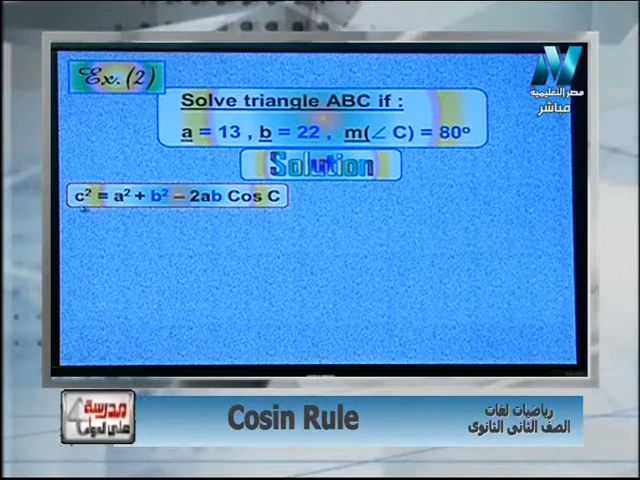 Ex. (2)
مصر التعليمية
مباشر
Solve triangle ABC if :
a = 13 , b = 22 , m(∠ C) = 80º
Solution
c² = a² + b² – 2ab Cos C
مدرسة
على الهواء
Cosin Rule
رياضيات لغات
الصف الثانى الثانوى